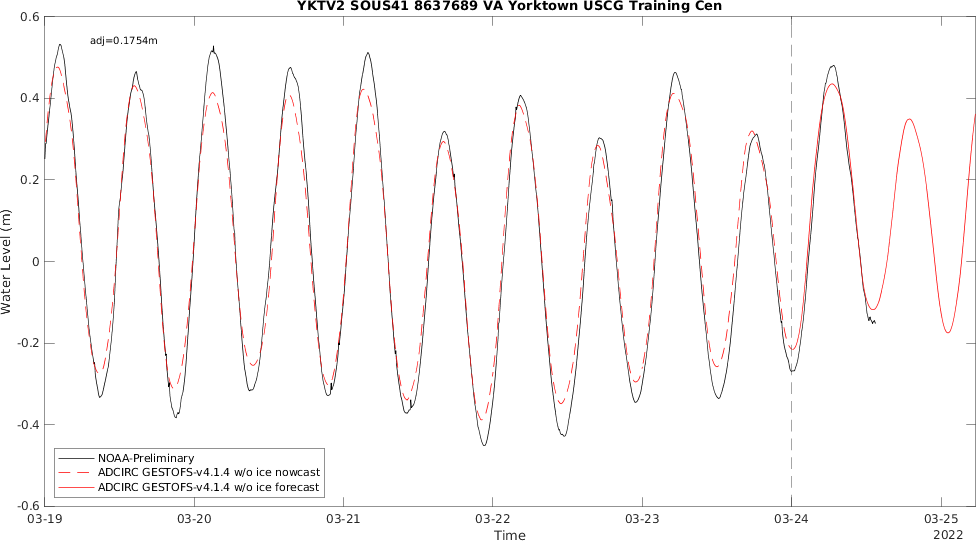 YKTV2 SOUS41 8637689 VA Yorktown USCG Training Cen
adj=0.1754m
Water Level (m)
0.6
0.4
0.2
0
-0.2
-0.4
-0.6
NOAA-Preliminary
ADCIRC GESTOFS-v4.1.4 w/o ice nowcast
ADCIRC GESTOFS-v4.1.4 w/o ice forecast
03-19 03-20 03-21 03-22 03-23 03-24 03-25
Time
2022